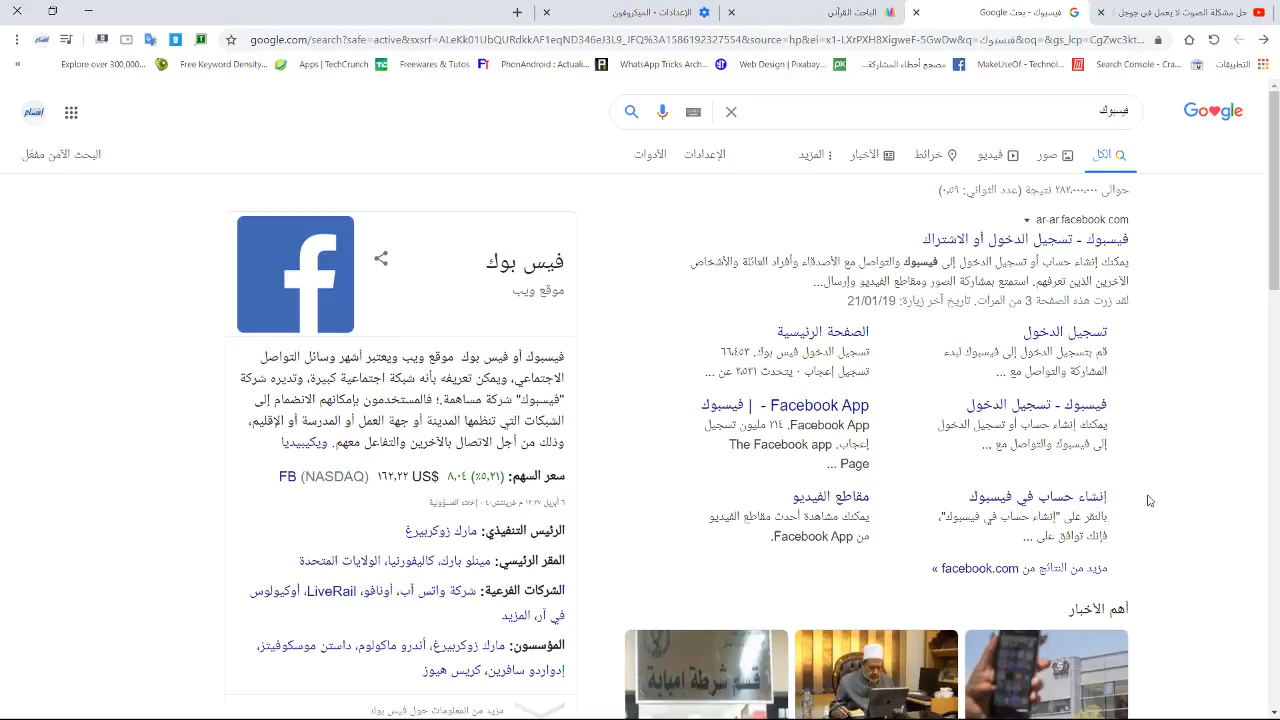 حل مشكلة الصوت لا يعمل في جوجل
فيسبوك - بحث Google
الباحث القرآني
الإعدادات - الميكروفون
google.com/search?safe=active&sxsrf=ALeKk01UbQURdkkAF1eqND346eJ3L9_JFQ%3A1586192327554&source=hp&ei=x1-LXrPXH8XigweF-5GwDw&q=فيسبوك&oq=&gs_lcp=CgZwc3kt...
التطبيقات
Search Console - Cra...
MakeUseOf - Technol...
مصحح أخطاء المشاركة...
Web Design | Pixabay...
WhatsApp Tricks Arch...
PhonAndroid : Actuali...
Freewares & Tutos
Apps | TechCrunch
Free Keyword Density...
Explore over 300,000...
»
Google
فيسبوك
الكل
صور
فيديو
خرائط
الأخبار
المزيد
الإعدادات
الأدوات
البحث الآمن مفعّل
حوالى ٢٨٢,٠٠٠,٠٠٠ نتيجة (عدد الثواني: ٠,٥٩)
ar-ar.facebook.com
فيسبوك - تسجيل الدخول أو الاشتراك
يمكنك إنشاء حساب أو تسجيل الدخول إلى فيسبوك والتواصل مع الأصدقاء وأفراد العائلة والأشخاص
الآخرين الذين تعرفهم. استمتع بمشاركة الصور ومقاطع الفيديو وإرسال...
لقد زرت هذه الصفحة 3 من المرات. تاريخ آخر زيارة: 21/01/19
تسجيل الدخول
قم بتسجيل الدخول إلى فيسبوك لبدء
المشاركة والتواصل مع ...
الصفحة الرئيسية
تسجيل الدخول فيس بوك. ٦٦,٤٥٣
تسجيل إعجاب · يتحدث ٢,٥٢١ عن ...
فيسبوك - تسجيل الدخول
يمكنك إنشاء حساب أو تسجيل الدخول
إلى فيسبوك والتواصل مع ...
Facebook App - | فيسبوك
Facebook App. ٢١٤ مليون تسجيل
إعجاب. The Facebook app
Page ...
إنشاء حساب في فيسبوك
بالنقر على "إنشاء حساب في فيسبوك"،
فإنك توافق على ...
مقاطع الفيديو
يمكنك مشاهدة أحدث مقاطع الفيديو
من Facebook App.
مزيد من النتائج من facebook.com »
أهم الأخبار
قسم شرطة امبابة
فيس بوك
موقع ويب
فيسبوك أو فيس بوك موقع ويب ويعتبر أشهر وسائل التواصل
الاجتماعي، ويمكن تعريفه بأنه شبكة اجتماعية كبيرة، وتديره شركة
"فيسبوك" شركة مساهمة.؛ فالمستخدمون بإمكانهم الانضمام إلى
الشبكات التي تنظمها المدينة أو جهة العمل أو المدرسة أو الإقليم،
وذلك من أجل الاتصال بالآخرين والتفاعل معهم. ويكيبيديا
سعر السهم: FB (NASDAQ) ١٦٢,٢٢ US$ ٨,٠٤ (٥,٢١٪)
٦ أبريل ١٢:٢٧ م غرينتش-٤ - إخلاء المسؤولية
الرئيس التنفيذي: مارك زوكربيرغ
المقر الرئيسي: مينلو بارك، كاليفورنيا، الولايات المتحدة
الشركات الفرعية: شركة واتس آب، أونافو، LiveRail، أوكيولوس
في آر، المزيد
المؤسسون: مارك زوكربيرغ، أندرو ماكولوم، داستن موسكوفيتز،
إدواردو سافرين، كريس هيوز
مزيد من المعلومات حول فيس بوك